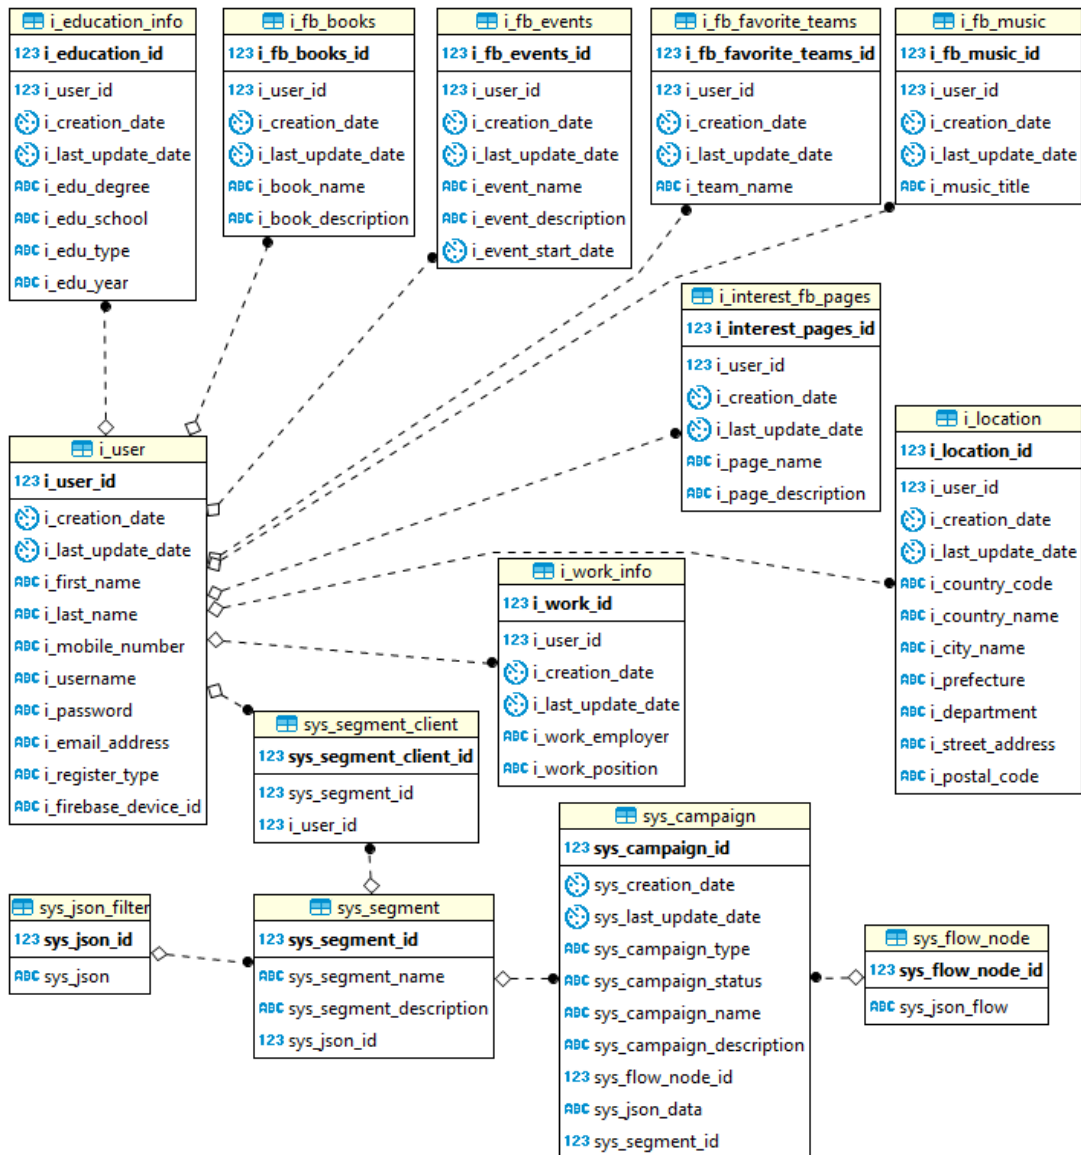 i_education_info
123 i_education_id
123 i_user_id
i_creation_date
i_last_update_date
ABC i_edu_degree
ABC i_edu_school
ABC i_edu_type
ABC i_edu_year
i_fb_books
123 i_fb_books_id
123 i_user_id
i_creation_date
i_last_update_date
ABC i_book_name
ABC i_book_description
i_fb_events
123 i_fb_events_id
123 i_user_id
i_creation_date
i_last_update_date
ABC i_event_name
ABC i_event_description
i_event_start_date
i_fb_favorite_teams
123 i_fb_favorite_teams_id
123 i_user_id
i_creation_date
i_last_update_date
ABC i_team_name
i_fb_music
123 i_fb_music_id
123 i_user_id
i_creation_date
i_last_update_date
ABC i_music_title
i_interest_fb_pages
123 i_interest_pages_id
123 i_user_id
i_creation_date
i_last_update_date
ABC i_page_name
ABC i_page_description
i_user
123 i_user_id
i_creation_date
i_last_update_date
ABC i_first_name
ABC i_last_name
ABC i_mobile_number
ABC i_username
ABC i_password
ABC i_email_address
ABC i_register_type
ABC i_firebase_device_id
i_location
123 i_location_id
123 i_user_id
i_creation_date
i_last_update_date
ABC i_country_code
ABC i_country_name
ABC i_city_name
ABC i_prefecture
ABC i_department
ABC i_street_address
ABC i_postal_code
i_work_info
123 i_work_id
123 i_user_id
i_creation_date
i_last_update_date
ABC i_work_employer
ABC i_work_position
sys_segment_client
123 sys_segment_client_id
123 sys_segment_id
123 i_user_id
sys_json_filter
123 sys_json_id
ABC sys_json
sys_segment
123 sys_segment_id
ABC sys_segment_name
ABC sys_segment_description
123 sys_json_id
sys_campaign
123 sys_campaign_id
sys_creation_date
sys_last_update_date
ABC sys_campaign_type
ABC sys_campaign_status
ABC sys_campaign_name
ABC sys_campaign_description
123 sys_flow_node_id
ABC sys_json_data
123 sys_segment_id
sys_flow_node
123 sys_flow_node_id
ABC sys_json_flow